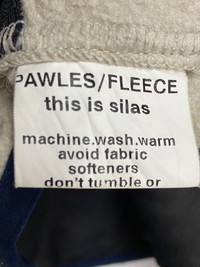 PAWLES/FLEECE
this is silas
machine.wash.warm
avoid fabric
softeners
don't tumble or